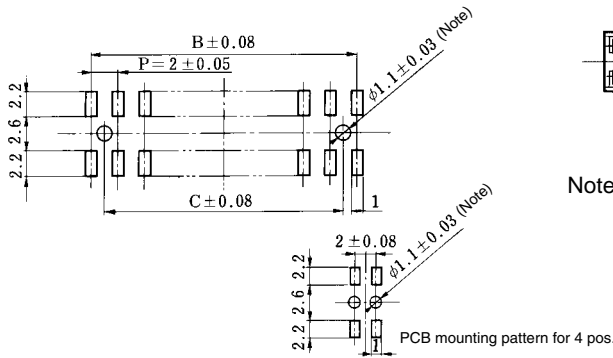 B±0.08
P=2±0.05
ϕ1.1±0.03 (Note)
2.2
2.6
2.2
C±0.08
1
Note
2±0.08
ϕ1.1±0.03 (Note)
2.2
2.6
2.2
1
PCB mounting pattern for 4 pos